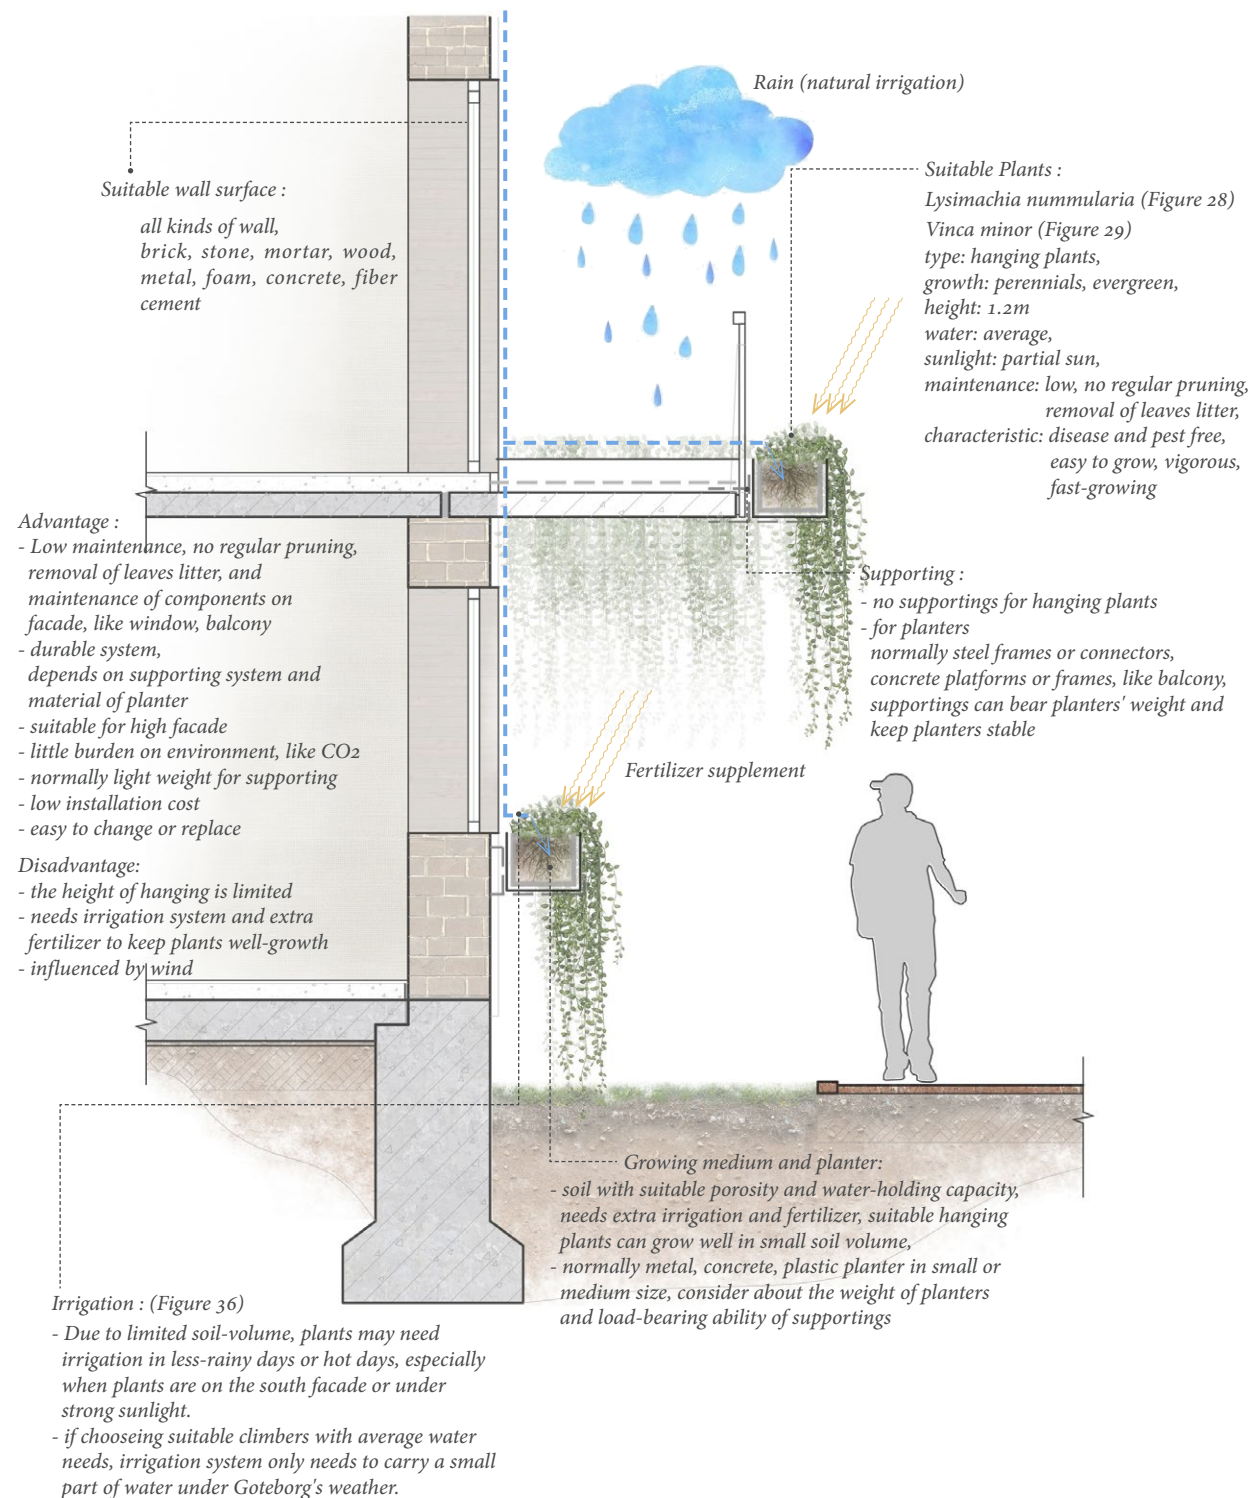 Rain (natural irrigation)
Suitable wall surface :
all kinds of wall,
brick, stone, mortar, wood,
metal, foam, concrete, fiber
cement
Suitable Plants :
Lysimachia nummularia (Figure 28)
Vinca minor (Figure 29)
type: hanging plants,
growth: perennials, evergreen,
height: 1.2m
water: average,
sunlight: partial sun,
maintenance: low, no regular pruning,
removal of leaves litter,
characteristic: disease and pest free,
easy to grow, vigorous,
fast-growing
Advantage :
- Low maintenance, no regular pruning,
removal of leaves litter, and
maintenance of components on
facade, like window, balcony
- durable system,
depends on supporting system and
material of planter
- suitable for high facade
- little burden on environment, like CO2
- normally light weight for supporting
- low installation cost
- easy to change or replace
Disadvantage:
- the height of hanging is limited
- needs irrigation system and extra
fertilizer to keep plants well-growth
- influenced by wind
Supporting :
- no supportings for hanging plants
- for planters
normally steel frames or connectors,
concrete platforms or frames, like balcony,
supportings can bear planters' weight and
keep planters stable
Fertilizer supplement
Growing medium and planter:
- soil with suitable porosity and water-holding capacity,
needs extra irrigation and fertilizer, suitable hanging
plants can grow well in small soil volume,
- normally metal, concrete, plastic planter in small or
medium size, consider about the weight of planters
and load-bearing ability of supportings
Irrigation : (Figure 36)
- Due to limited soil-volume, plants may need
irrigation in less-rainy days or hot days, especially
when plants are on the south facade or under
strong sunlight.
- if chooseing suitable climbers with average water
needs, irrigation system only needs to carry a small
part of water under Goteborg's weather.